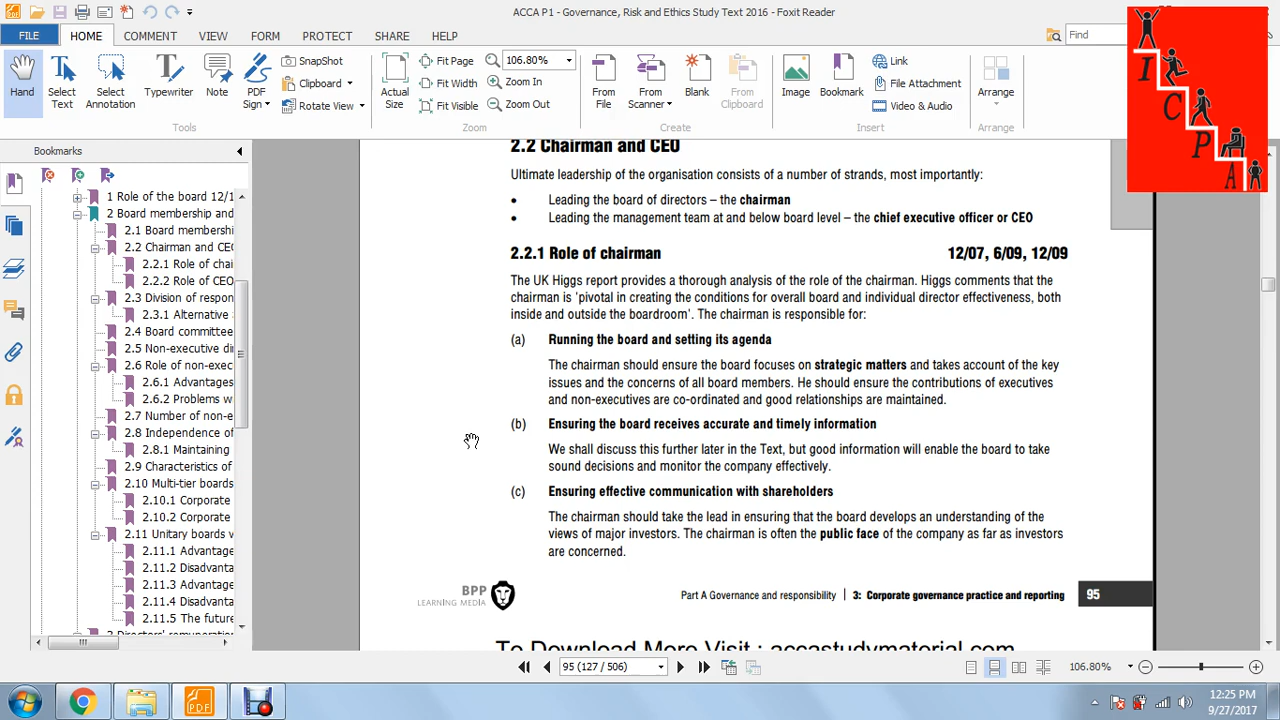 ACCA P1 - Governance, Risk and Ethics Study Text 2016 - Foxit Reader
FILE HOME COMMENT VIEW FORM PROTECT SHARE HELP Find
Hand Select Text Select Annotation Typewriter Note PDF Sign SnapShot Clipboard Rotate View
Actual Size Fit Page Fit Width Fit Visible 106.80% Zoom In Zoom Out
From File From Scanner Blank From Clipboard Image Bookmark Link File Attachment Video & Audio Arrange
Tools Zoom Create Insert Arrange
I
C
P
A
Bookmarks
1 Role of the board 12/1
2 Board membership and
2.1 Board membershi
2.2 Chairman and CE
2.2.1 Role of chai
2.2.2 Role of CEO
2.3 Division of respon
2.3.1 Alternative
2.4 Board committee
2.5 Non-executive di
2.6 Role of non-exec
2.6.1 Advantages
2.6.2 Problems w
2.7 Number of non-e
2.8 Independence of
2.8.1 Maintaining
2.9 Characteristics of
2.10 Multi-tier boards
2.10.1 Corporate
2.10.2 Corporate
2.11 Unitary boards v
2.11.1 Advantage
2.11.2 Disadvanta
2.11.3 Advantage
2.11.4 Disadvanta
2.11.5 The future
2.2 Chairman and CEO
Ultimate leadership of the organisation consists of a number of strands, most importantly:
• Leading the board of directors – the chairman
• Leading the management team at and below board level – the chief executive officer or CEO
2.2.1 Role of chairman 12/07, 6/09, 12/09
The UK Higgs report provides a thorough analysis of the role of the chairman. Higgs comments that the
chairman is 'pivotal in creating the conditions for overall board and individual director effectiveness, both
inside and outside the boardroom'. The chairman is responsible for:
(a) Running the board and setting its agenda
The chairman should ensure the board focuses on strategic matters and takes account of the key
issues and the concerns of all board members. He should ensure the contributions of executives
and non-executives are co-ordinated and good relationships are maintained.
(b) Ensuring the board receives accurate and timely information
We shall discuss this further later in the Text, but good information will enable the board to take
sound decisions and monitor the company effectively.
(c) Ensuring effective communication with shareholders
The chairman should take the lead in ensuring that the board develops an understanding of the
views of major investors. The chairman is often the public face of the company as far as investors
are concerned.
BPP
LEARNING MEDIA
Part A Governance and responsibility | 3: Corporate governance practice and reporting 95
To Download More Visit : accastudymaterial.com
95 (127 / 506) 106.80%
12:25 PM
9/27/2017